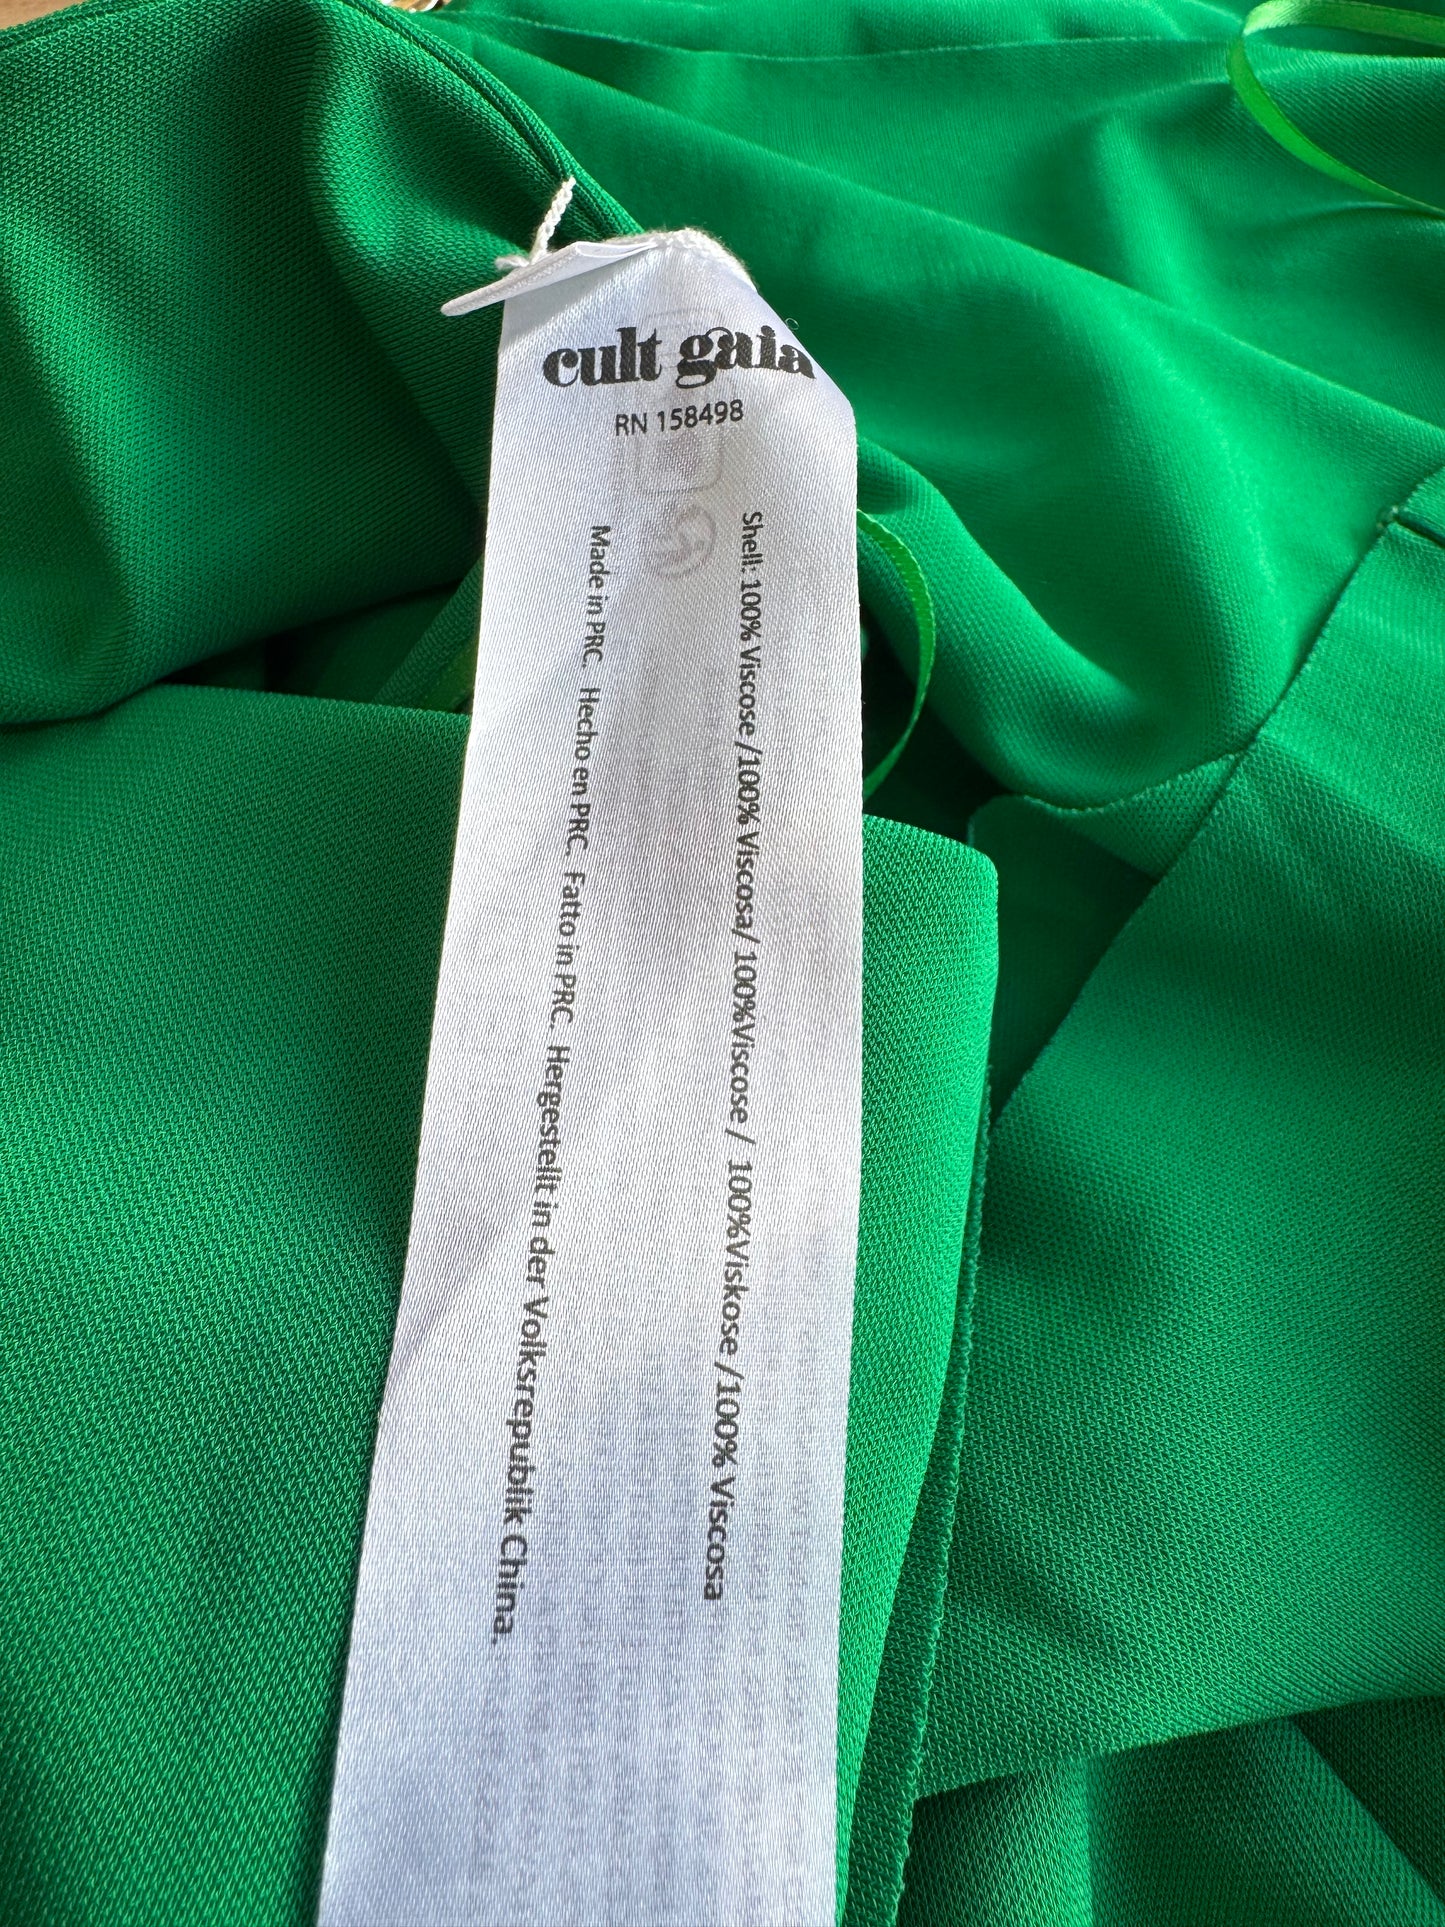 cult gaia
RN 158498
Shell: 100% Viscose /100% Viscosa/ 100%Viscose / 100%Viskose /100% Viscosa
Made in PRC. Hecho en PRC. Fatto in PRC. Hergestellt in der Volksrepublik China.